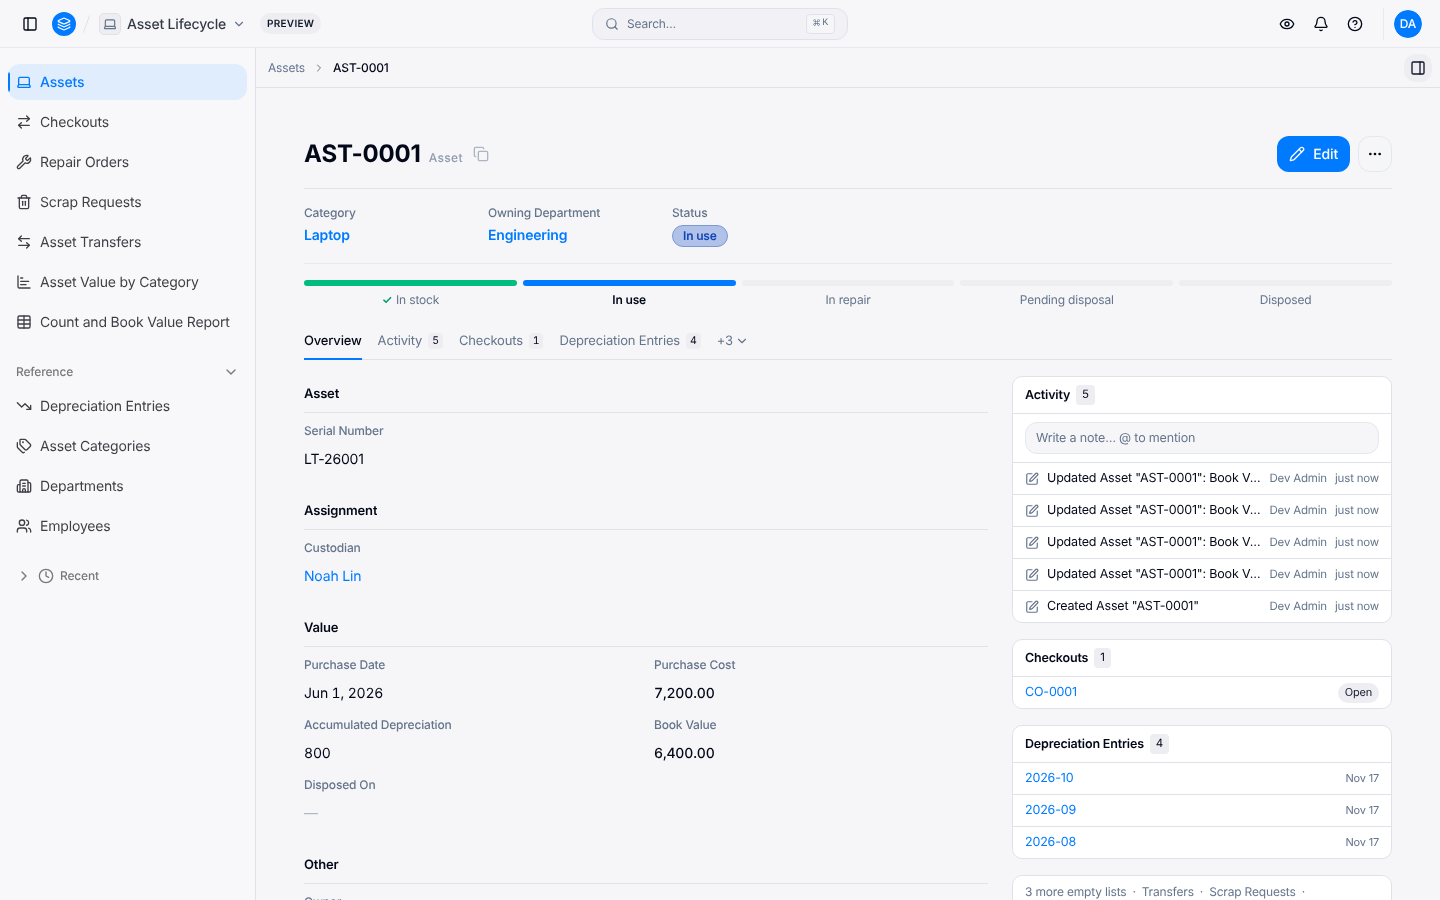 Asset Lifecycle
PREVIEW
Search...
⌘ K
DA
Assets
Checkouts
Repair Orders
Scrap Requests
Asset Transfers
Asset Value by Category
Count and Book Value Report
Reference
Depreciation Entries
Asset Categories
Departments
Employees
Recent
Assets > AST-0001
AST-0001 Asset
Edit
Category
Laptop
Owning Department
Engineering
Status
In use
In stock
In use
In repair
Pending disposal
Disposed
Overview
Activity 5
Checkouts 1
Depreciation Entries 4
+3
Asset
Serial Number
LT-26001
Assignment
Custodian
Noah Lin
Value
Purchase Date
Jun 1, 2026
Purchase Cost
7,200.00
Accumulated Depreciation
800
Book Value
6,400.00
Disposed On
—
Other
Activity 5
Write a note... @ to mention
Updated Asset "AST-0001": Book V... Dev Admin just now
Updated Asset "AST-0001": Book V... Dev Admin just now
Updated Asset "AST-0001": Book V... Dev Admin just now
Updated Asset "AST-0001": Book V... Dev Admin just now
Created Asset "AST-0001" Dev Admin just now
Checkouts 1
CO-0001 Open
Depreciation Entries 4
2026-10 Nov 17
2026-09 Nov 17
2026-08 Nov 17
3 more empty lists · Transfers · Scrap Requests ·